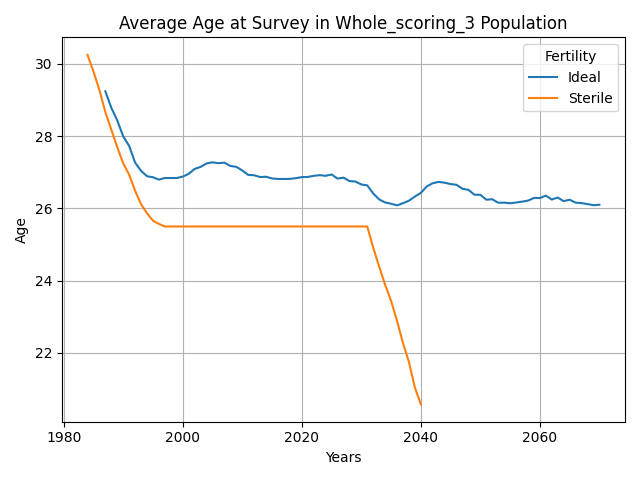 Average Age at Survey in Whole_scoring_3 Population
Fertility
Ideal
Sterile
30
28
26
24
22
Age
1980
2000
2020
2040
2060
Years